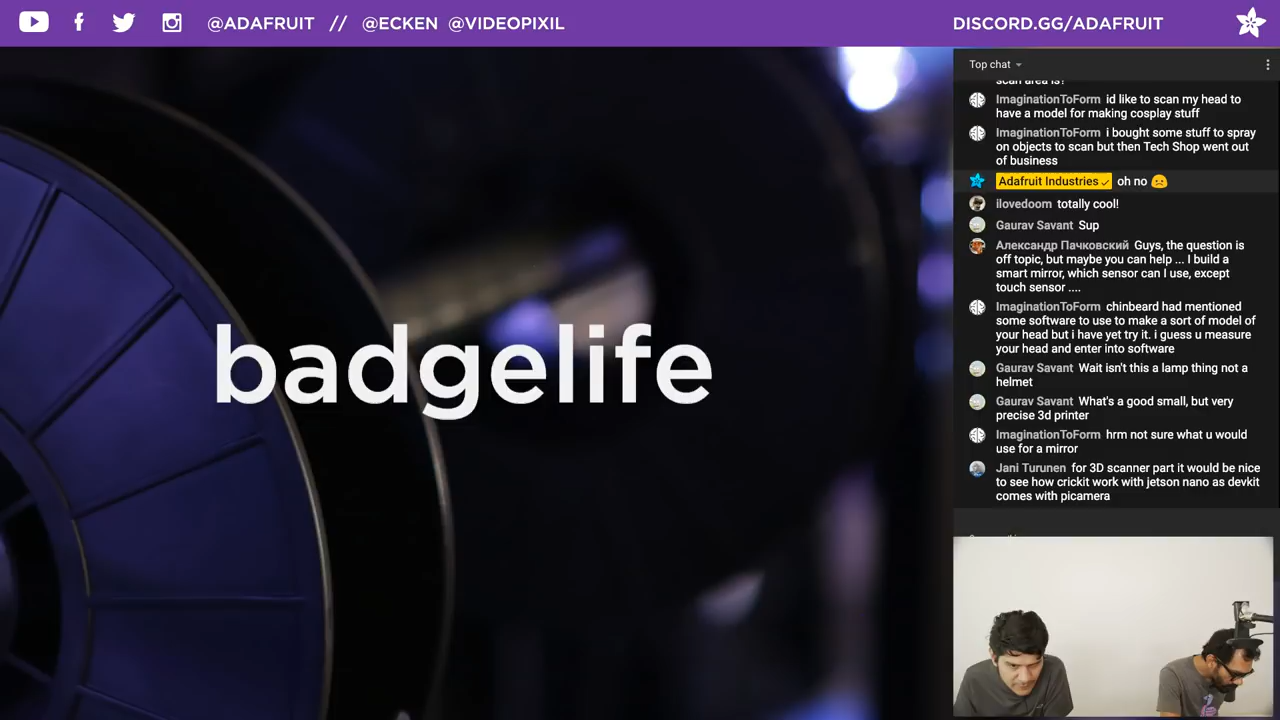 @ADAFRUIT // @ECKEN @VIDEOPIXIL
DISCORD.GG/ADAFRUIT
Top chat
scan area is?
ImaginationToForm id like to scan my head to
have a model for making cosplay stuff
ImaginationToForm i bought some stuff to spray
on objects to scan but then Tech Shop went out
of business
Adafruit Industries oh no
ilovedoom totally cool!
Gaurav Savant Sup
Александр Пачковский Guys, the question is
off topic, but maybe you can help ... I build a
smart mirror, which sensor can I use, except
touch sensor ....
ImaginationToForm chinbeard had mentioned
some software to use to make a sort of model of
your head but i have yet try it. i guess u measure
your head and enter into software
Gaurav Savant Wait isn't this a lamp thing not a
helmet
Gaurav Savant What's a good small, but very
precise 3d printer
ImaginationToForm hrm not sure what u would
use for a mirror
Jani Turunen for 3D scanner part it would be nice
to see how crickit work with jetson nano as devkit
comes with picamera
badgelife